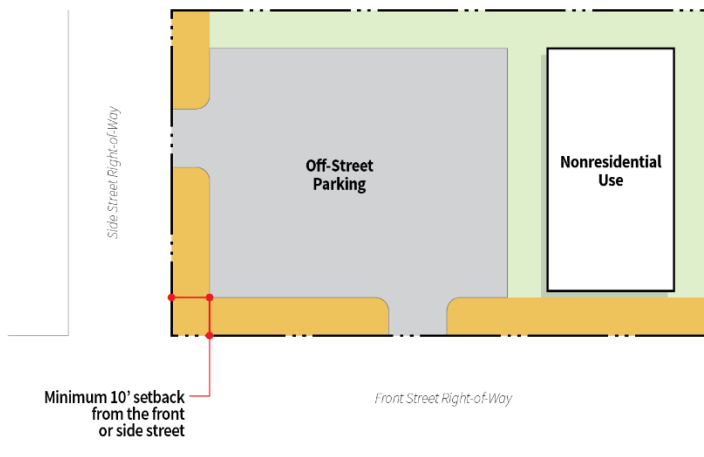 Side Street Right-of-Way
Off-Street
Parking
Nonresidential
Use
Minimum 10' setback
from the front
or side street
Front Street Right-of-Way